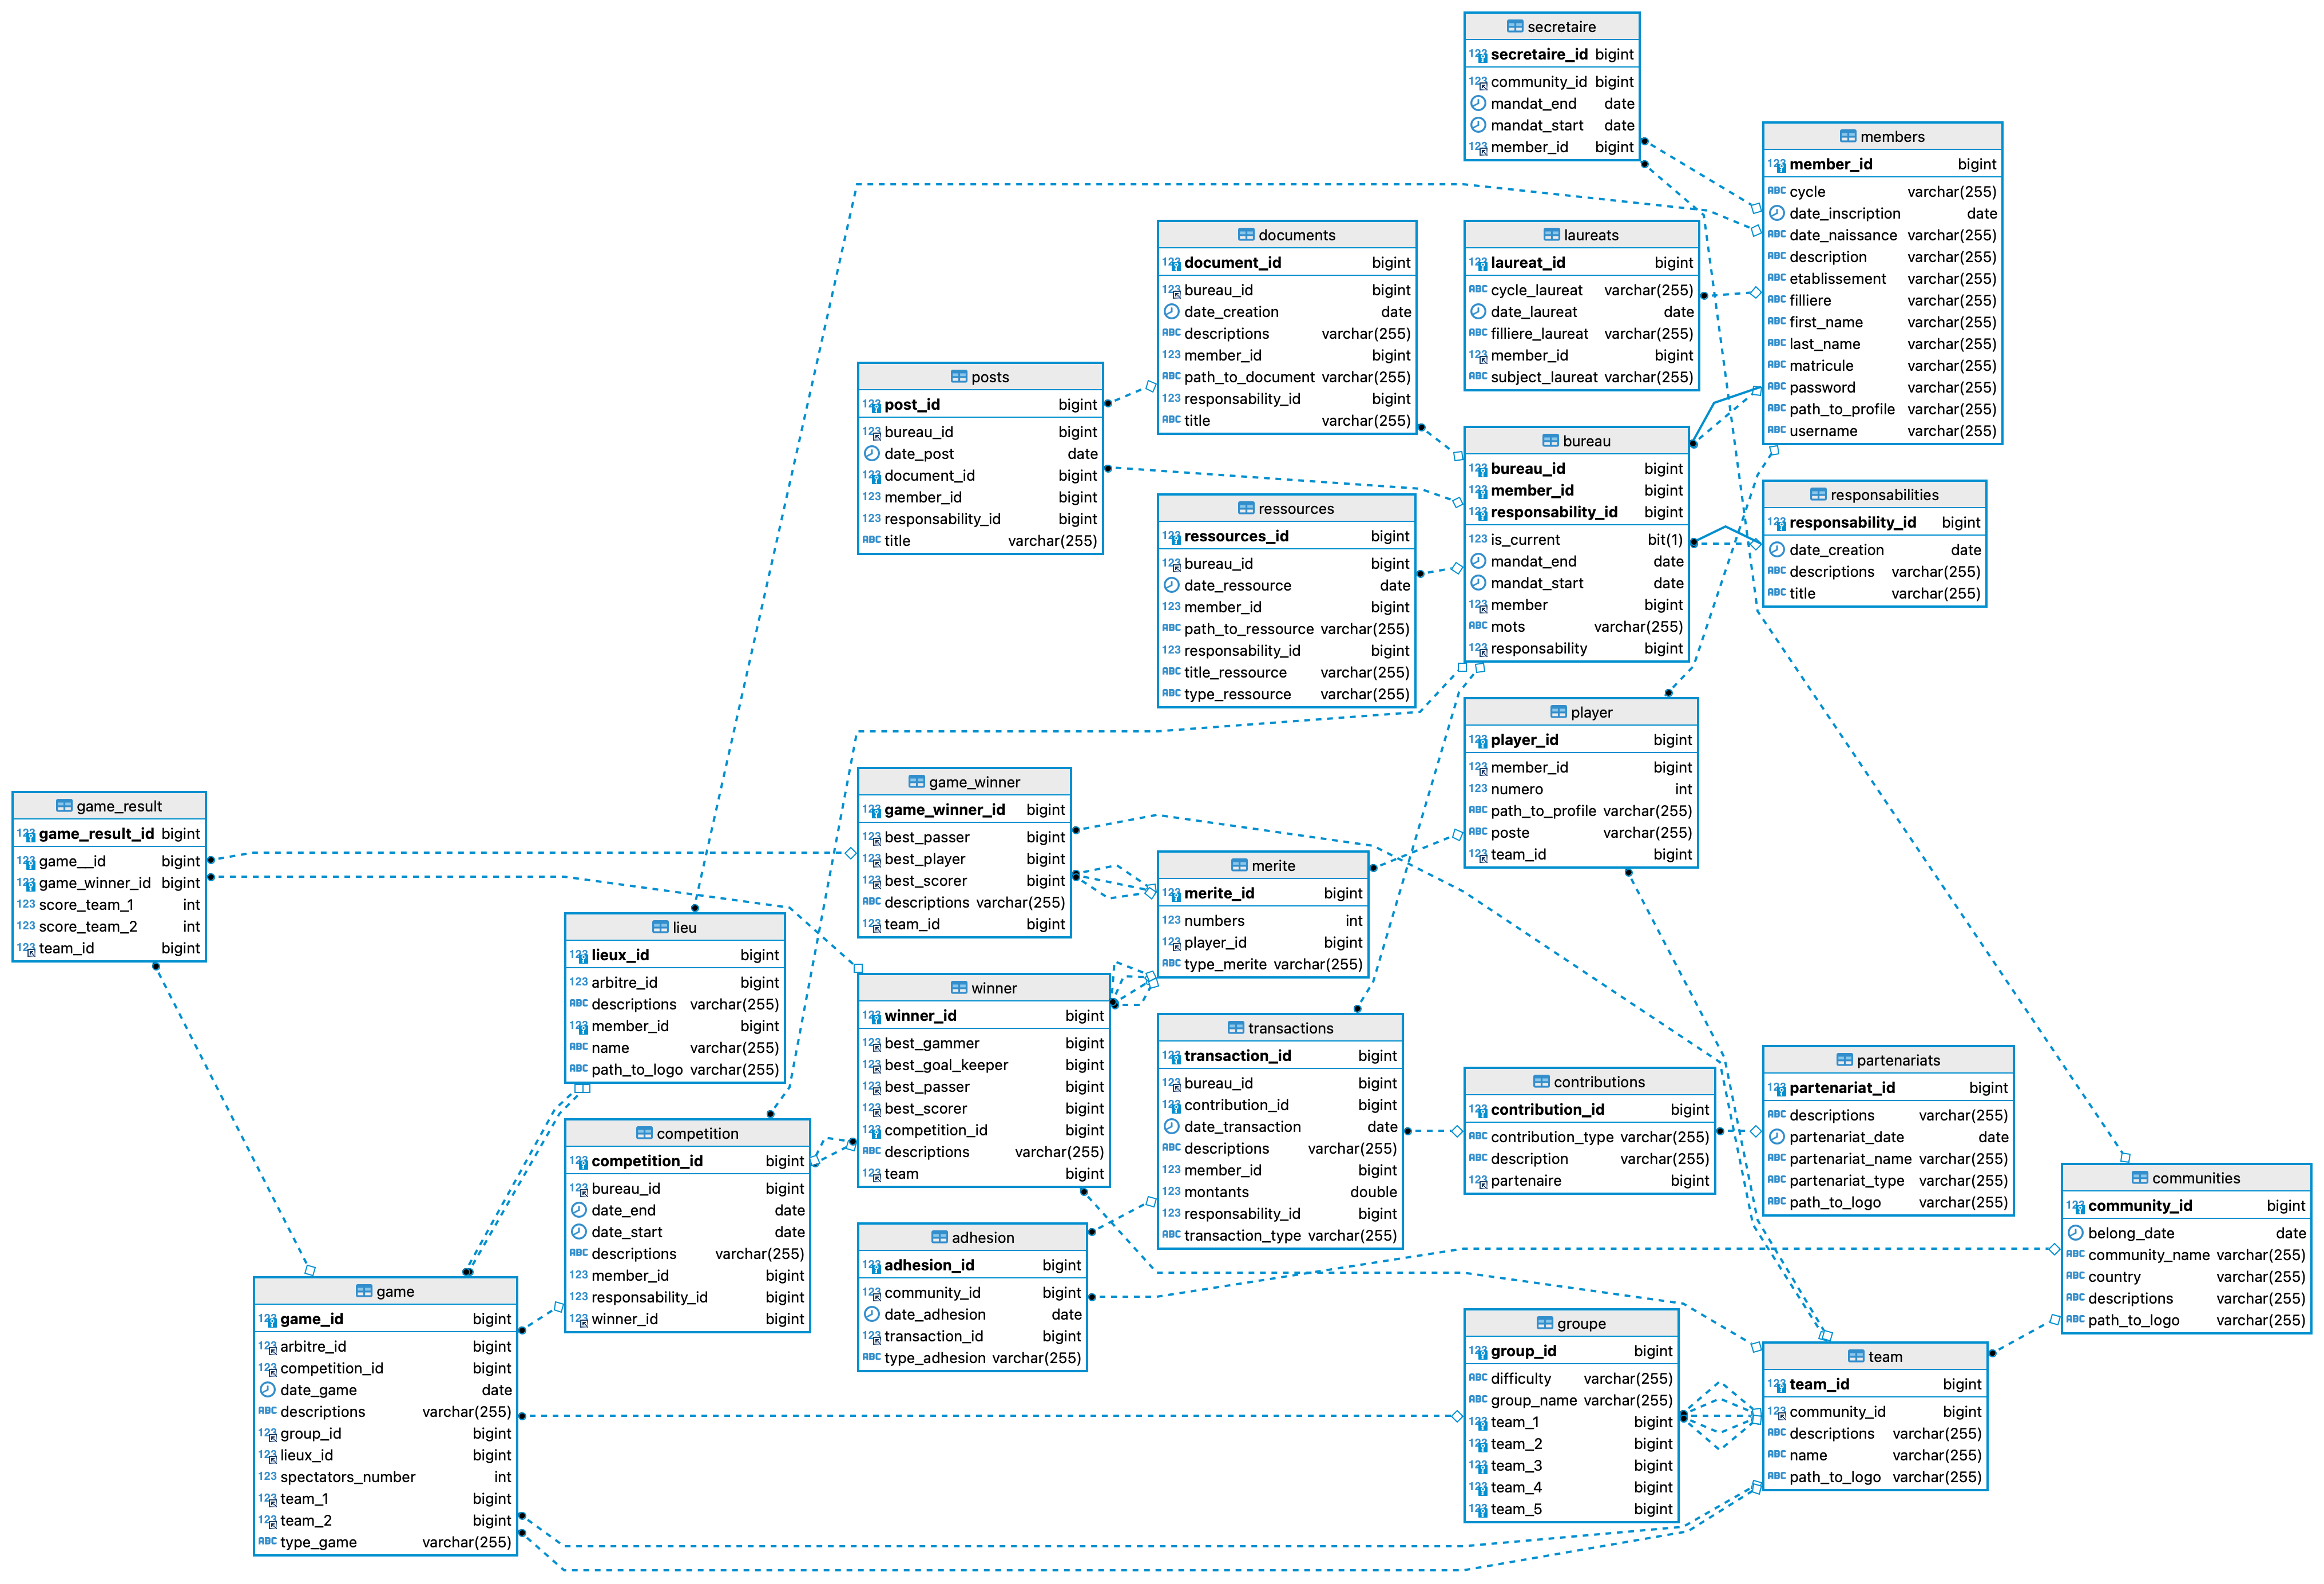 secretaire
secretaire_id bigint
community_id bigint
mandat_end date
mandat_start date
member_id bigint
members
member_id bigint
cycle varchar(255)
date_inscription date
date_naissance varchar(255)
description varchar(255)
etablissement varchar(255)
filliere varchar(255)
first_name varchar(255)
last_name varchar(255)
matricule varchar(255)
password varchar(255)
path_to_profile varchar(255)
username varchar(255)
documents
document_id bigint
bureau_id bigint
date_creation date
descriptions varchar(255)
member_id bigint
path_to_document varchar(255)
responsability_id bigint
title varchar(255)
laureats
laureat_id bigint
cycle_laureat varchar(255)
date_laureat date
filliere_laureat varchar(255)
member_id bigint
subject_laureat varchar(255)
posts
post_id bigint
bureau_id bigint
date_post date
document_id bigint
member_id bigint
responsability_id bigint
title varchar(255)
bureau
bureau_id bigint
member_id bigint
responsability_id bigint
is_current bit(1)
mandat_end date
mandat_start date
member bigint
mots varchar(255)
responsability bigint
responsabilities
responsability_id bigint
date_creation date
descriptions varchar(255)
title varchar(255)
ressources
ressources_id bigint
bureau_id bigint
date_ressource date
member_id bigint
path_to_ressource varchar(255)
responsability_id bigint
title_ressource varchar(255)
type_ressource varchar(255)
player
player_id bigint
member_id bigint
numero int
path_to_profile varchar(255)
poste varchar(255)
team_id bigint
game_result
game_result_id bigint
game__id bigint
game_winner_id bigint
score_team_1 int
score_team_2 int
team_id bigint
game_winner
game_winner_id bigint
best_passer bigint
best_player bigint
best_scorer bigint
descriptions varchar(255)
team_id bigint
merite
merite_id bigint
numbers int
player_id bigint
type_merite varchar(255)
lieu
lieux_id bigint
arbitre_id bigint
descriptions varchar(255)
member_id bigint
name varchar(255)
path_to_logo varchar(255)
winner
winner_id bigint
best_gammer bigint
best_goal_keeper bigint
best_passer bigint
best_scorer bigint
competition_id bigint
descriptions varchar(255)
team bigint
transactions
transaction_id bigint
bureau_id bigint
contribution_id bigint
date_transaction date
descriptions varchar(255)
member_id bigint
montants double
responsability_id bigint
transaction_type varchar(255)
contributions
contribution_id bigint
contribution_type varchar(255)
description varchar(255)
partenaire bigint
partenariats
partenariat_id bigint
descriptions varchar(255)
partenariat_date date
partenariat_name varchar(255)
partenariat_type varchar(255)
path_to_logo varchar(255)
competition
competition_id bigint
bureau_id bigint
date_end date
date_start date
descriptions varchar(255)
member_id bigint
responsability_id bigint
winner_id bigint
communities
community_id bigint
belong_date date
community_name varchar(255)
country varchar(255)
descriptions varchar(255)
path_to_logo varchar(255)
adhesion
adhesion_id bigint
community_id bigint
date_adhesion date
transaction_id bigint
type_adhesion varchar(255)
game
game_id bigint
arbitre_id bigint
competition_id bigint
date_game date
descriptions varchar(255)
group_id bigint
lieux_id bigint
spectators_number int
team_1 bigint
team_2 bigint
type_game varchar(255)
groupe
group_id bigint
difficulty varchar(255)
group_name varchar(255)
team_1 bigint
team_2 bigint
team_3 bigint
team_4 bigint
team_5 bigint
team
team_id bigint
community_id bigint
descriptions varchar(255)
name varchar(255)
path_to_logo varchar(255)